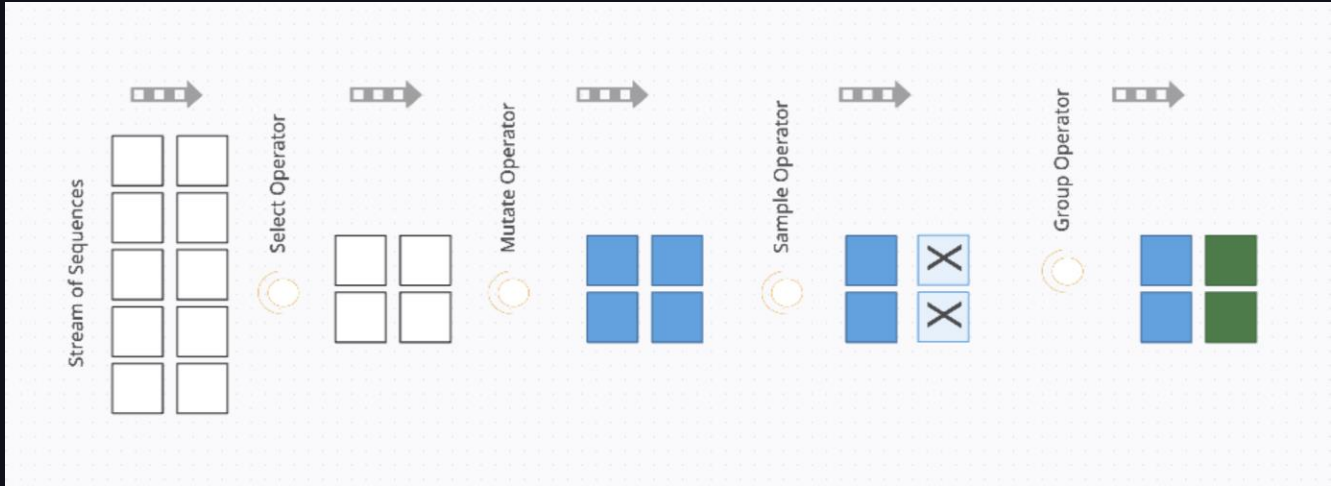 Stream of Sequences
Select Operator
Mutate Operator
Sample Operator
X
X
Group Operator